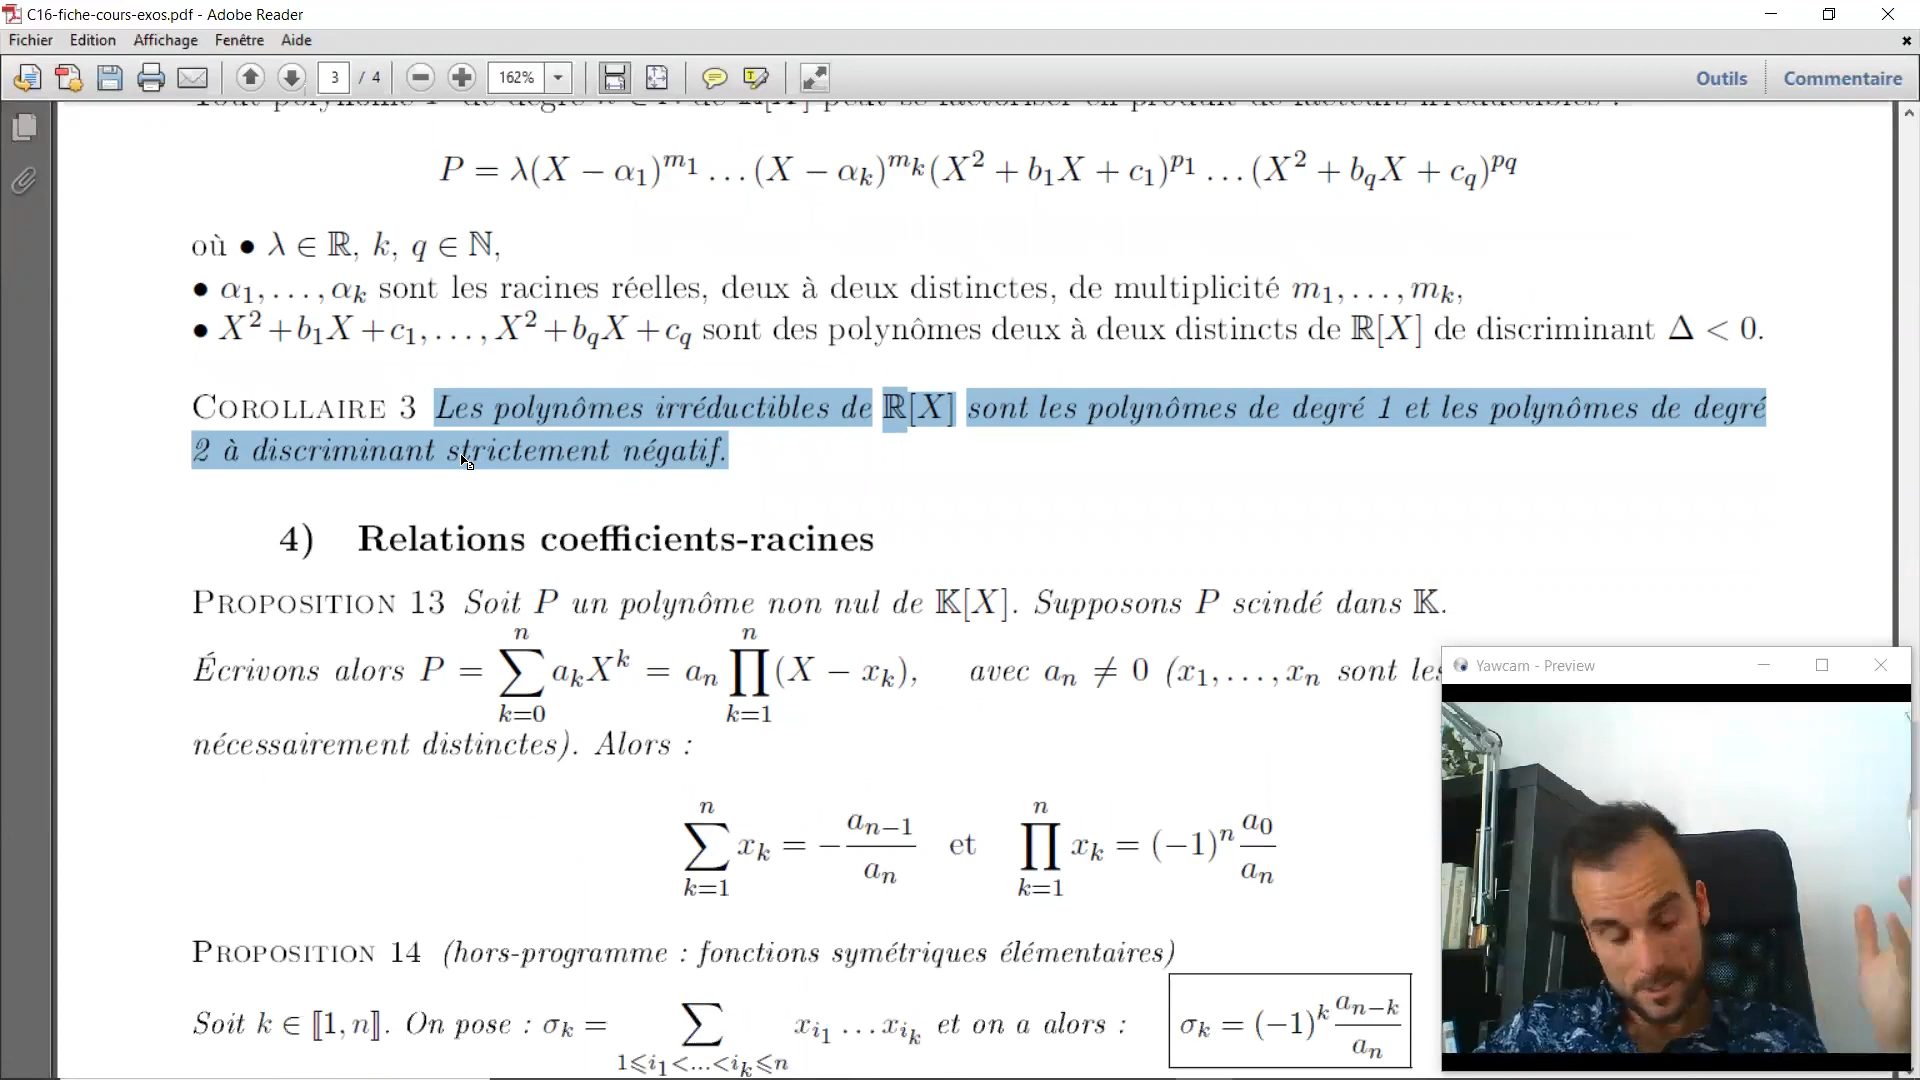 C16-fiche-cours-exos.pdf - Adobe Reader
Fichier Edition Affichage Fenêtre Aide
3 / 4 162% Outils Commentaire
P = λ(X − α₁)^{m₁} … (X − α_k)^{m_k}(X² + b₁X + c₁)^{p₁} … (X² + b_qX + c_q)^{p_q}
où • λ ∈ ℝ, k, q ∈ ℕ,
• α₁, …, α_k sont les racines réelles, deux à deux distinctes, de multiplicité m₁, …, m_k,
• X² + b₁X + c₁, …, X² + b_qX + c_q sont des polynômes deux à deux distincts de ℝ[X] de discriminant Δ < 0.
COROLLAIRE 3 Les polynômes irréductibles de ℝ[X] sont les polynômes de degré 1 et les polynômes de degré
2 à discriminant strictement négatif.
4) Relations coefficients-racines
PROPOSITION 13 Soit P un polynôme non nul de 𝕂[X]. Supposons P scindé dans 𝕂.
Écrivons alors P = ∑_{k=0}^{n} a_k X^k = a_n ∏_{k=1}^{n} (X − x_k), avec a_n ≠ 0 (x₁, …, x_n sont les
nécessairement distinctes). Alors :
∑_{k=1}^{n} x_k = −\frac{a_{n−1}}{a_n} et ∏_{k=1}^{n} x_k = (−1)^n \frac{a_0}{a_n}
PROPOSITION 14 (hors-programme : fonctions symétriques élémentaires)
Soit k ∈ ⟦1, n⟧. On pose : σ_k = ∑_{1⩽i₁<…<i_k⩽n} x_{i₁} … x_{i_k} et on a alors : σ_k = (−1)^k \frac{a_{n−k}}{a_n}
Yawcam - Preview